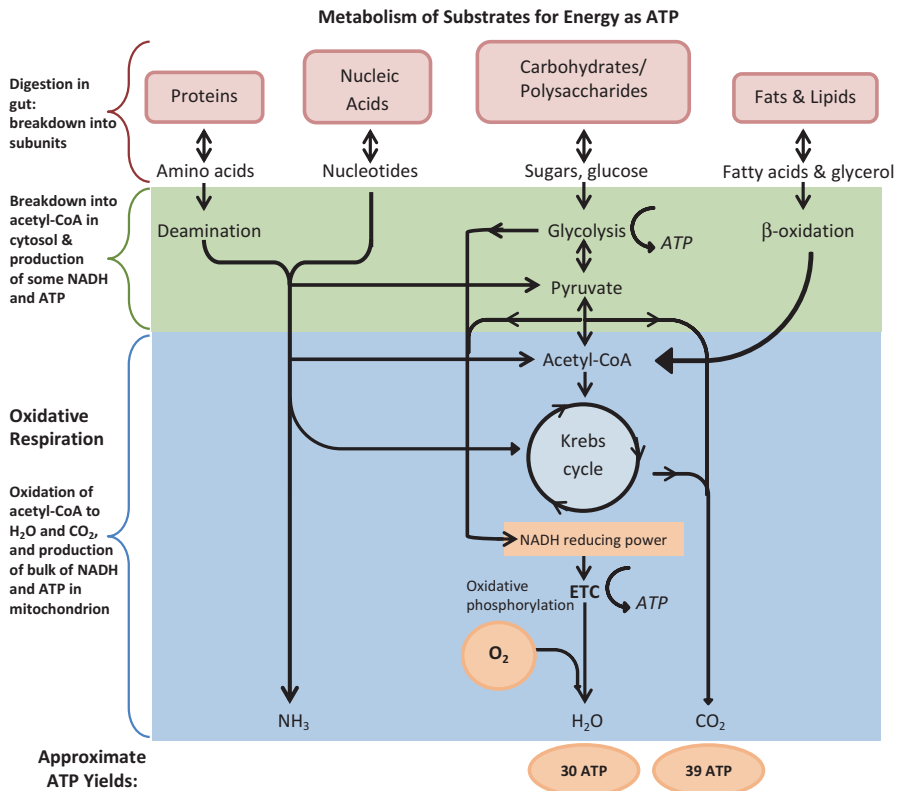 Metabolism of Substrates for Energy as ATP
Digestion in
gut:
breakdown into
subunits
Proteins
Nucleic
Acids
Carbohydrates/
Polysaccharides
Fats & Lipids
Amino acids
Nucleotides
Sugars, glucose
Fatty acids & glycerol
Breakdown into
acetyl-CoA in
cytosol &
production
of some NADH
and ATP
Deamination
Glycolysis
ATP
β-oxidation
Pyruvate
Acetyl-CoA
Oxidative
Respiration
Oxidation of
acetyl-CoA to
H₂O and CO₂,
and production
of bulk of NADH
and ATP in
mitochondrion
Krebs
cycle
NADH reducing power
Oxidative
phosphorylation
ETC
ATP
O₂
NH₃
H₂O
CO₂
Approximate
ATP Yields:
30 ATP
39 ATP